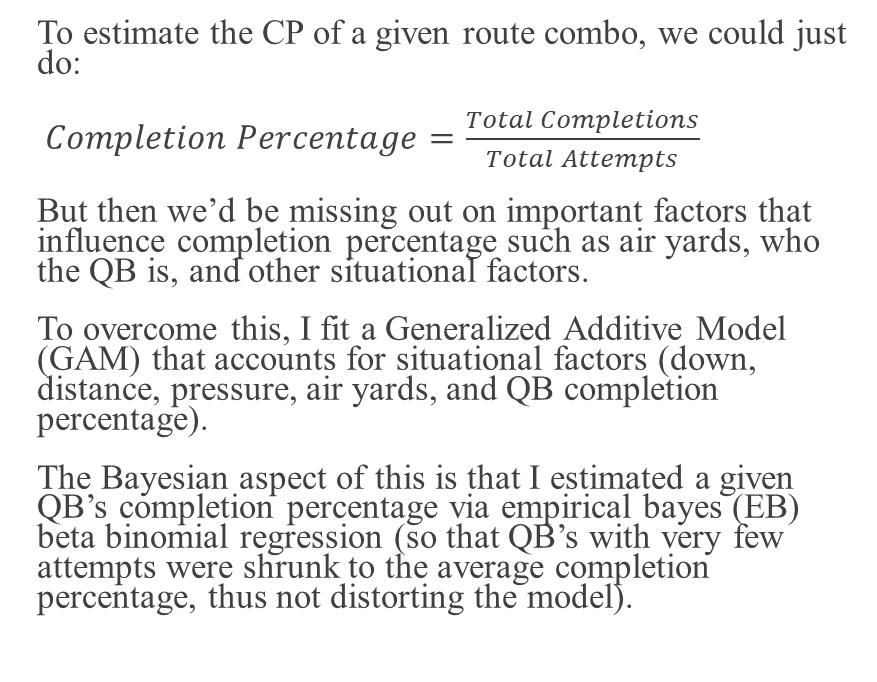 To estimate the CP of a given route combo, we could just
do:
Completion Percentage = Total Completions / Total Attempts
But then we’d be missing out on important factors that
influence completion percentage such as air yards, who
the QB is, and other situational factors.
To overcome this, I fit a Generalized Additive Model
(GAM) that accounts for situational factors (down,
distance, pressure, air yards, and QB completion
percentage).
The Bayesian aspect of this is that I estimated a given
QB’s completion percentage via empirical bayes (EB)
beta binomial regression (so that QB’s with very few
attempts were shrunk to the average completion
percentage, thus not distorting the model).